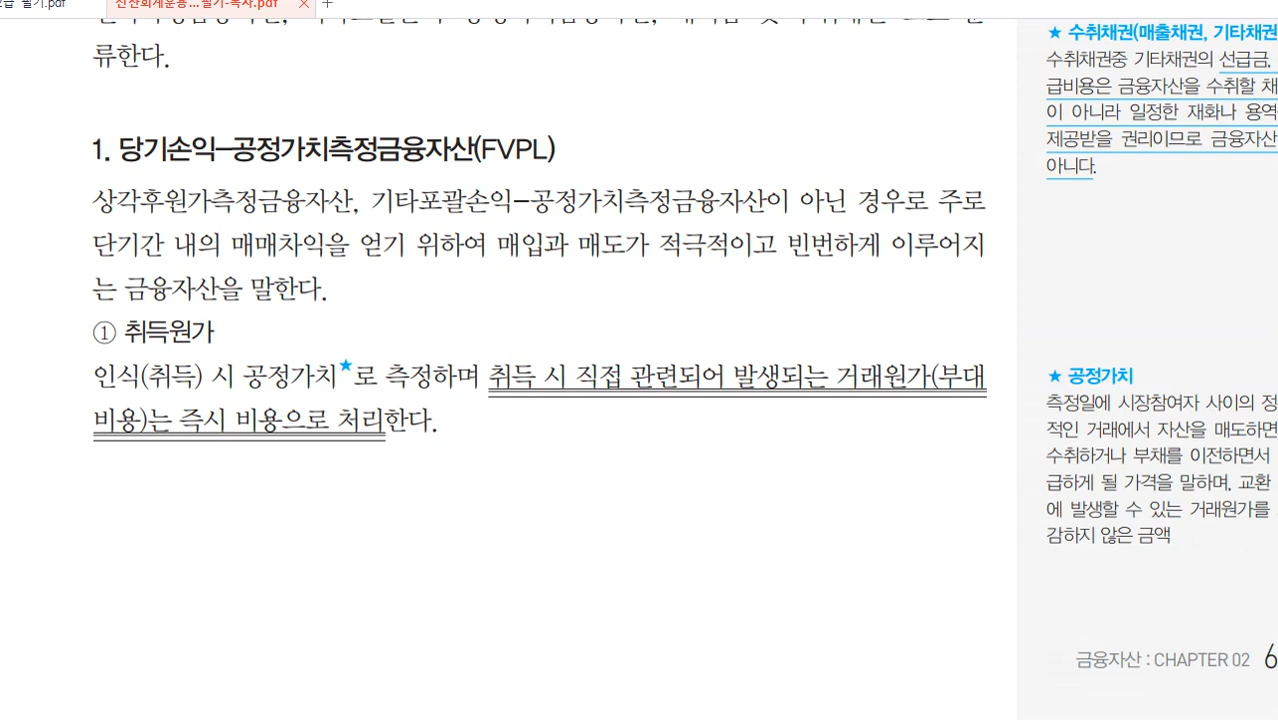 필기.pdf
전산회계운용... 필기-복사.pdf
류한다.
1. 당기손익-공정가치측정금융자산(FVPL)
상각후원가측정금융자산, 기타포괄손익-공정가치측정금융자산이 아닌 경우로 주로
단기간 내의 매매차익을 얻기 위하여 매입과 매도가 적극적이고 빈번하게 이루어지
는 금융자산을 말한다.
① 취득원가
인식(취득) 시 공정가치★로 측정하며 취득 시 직접 관련되어 발생되는 거래원가(부대
비용)는 즉시 비용으로 처리한다.
★ 수취채권(매출채권, 기타채권
수취채권중 기타채권의 선급금,
급비용은 금융자산을 수취할 채
이 아니라 일정한 재화나 용역
제공받을 권리이므로 금융자산
아니다.
★ 공정가치
측정일에 시장참여자 사이의 정
적인 거래에서 자산을 매도하면
수취하거나 부채를 이전하면서
급하게 될 가격을 말하며, 교환
에 발생할 수 있는 거래원가를
감하지 않은 금액
금융자산 : CHAPTER 02 6